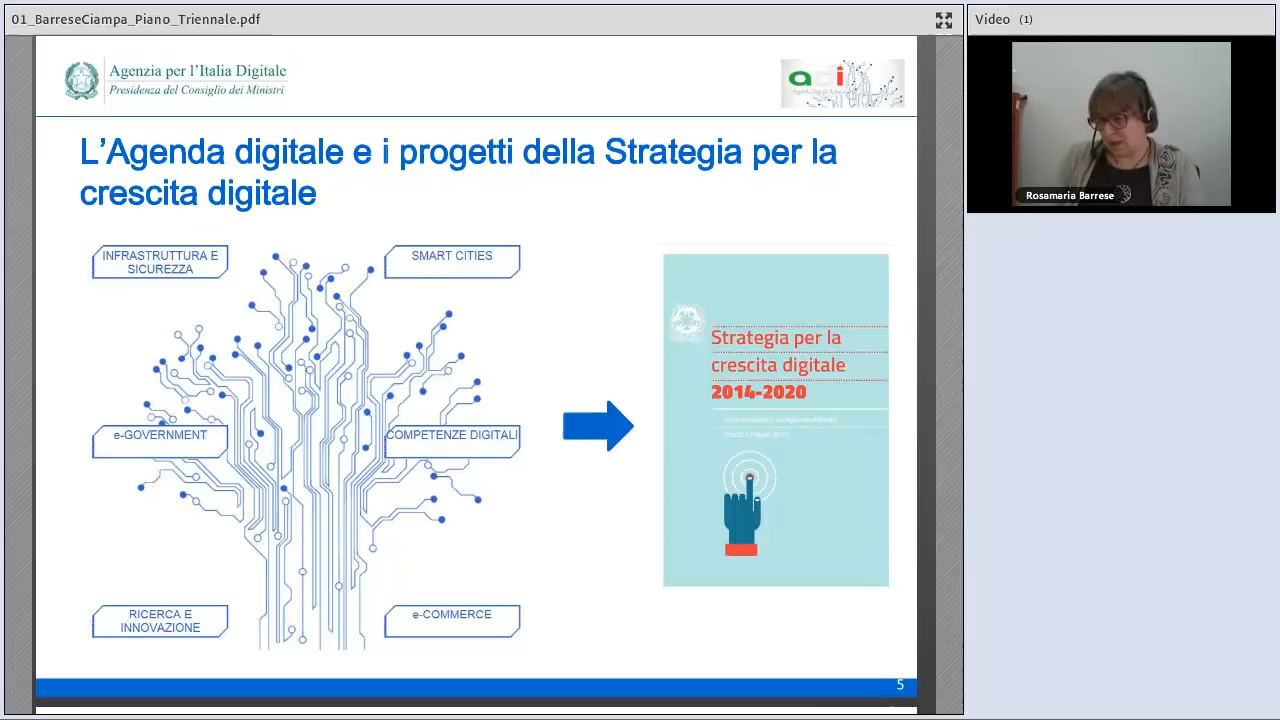 01_BarreseCiampa_Piano_Triennale.pdf
Video (1)
Agenzia per l'Italia Digitale
Presidenza del Consiglio dei Ministri
adi
Rosamaria Barrese
L'Agenda digitale e i progetti della Strategia per la
crescita digitale
INFRASTRUTTURA E
SICUREZZA
SMART CITIES
e-GOVERNMENT
COMPETENZE DIGITALI
RICERCA E
INNOVAZIONE
e-COMMERCE
Strategia per la
crescita digitale
2014-2020
5